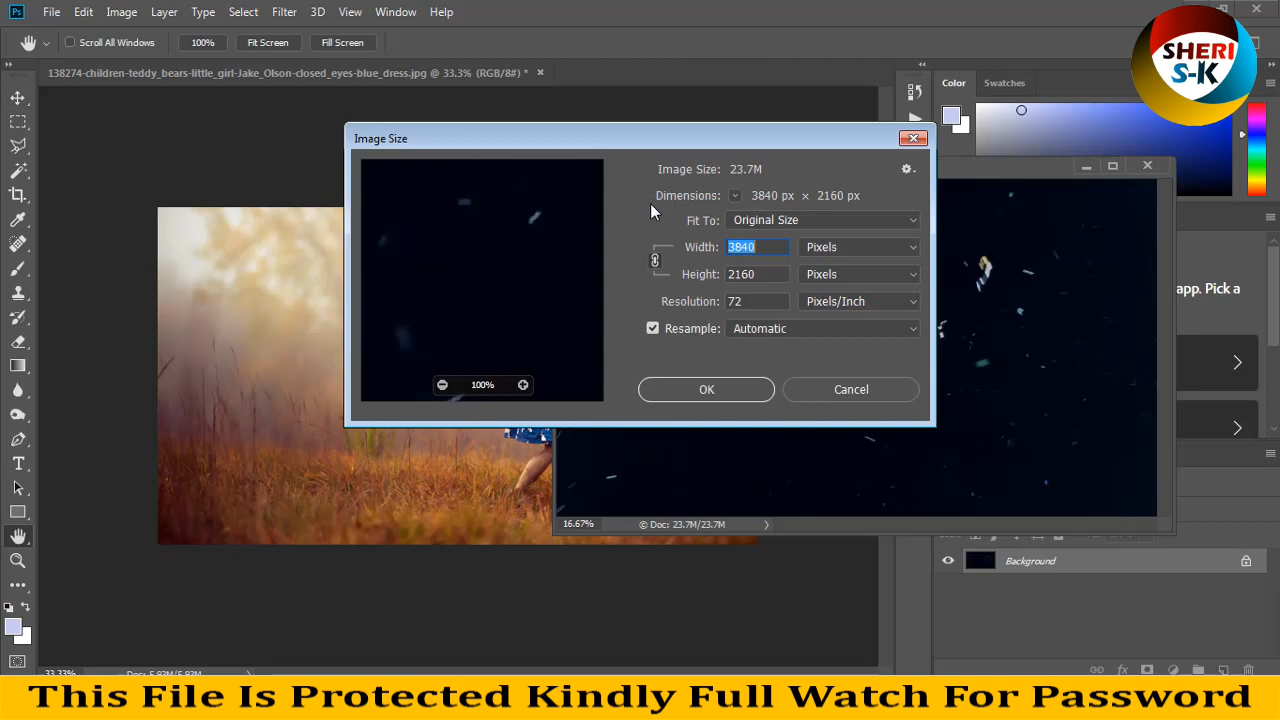 Ps File Edit Image Layer Type Select Filter 3D View Window Help
Scroll All Windows 100% Fit Screen Fill Screen
SHERI
S-K
138274-children-teddy_bears-little_girl-Jake_Olson-closed_eyes-blue_dress.jpg @ 33.3% (RGB/8#) *
Color Swatches
Image Size
Image Size: 23.7M
Dimensions: 3840 px × 2160 px
Fit To: Original Size
Width: 3840 Pixels
Height: 2160 Pixels
Resolution: 72 Pixels/Inch
Resample: Automatic
100%
OK Cancel
app. Pick a
16.67% © Doc: 23.7M/23.7M
Background
T
fx
33.33% Doc: 5.93M/5.93M
This File Is Protected Kindly Full Watch For Password